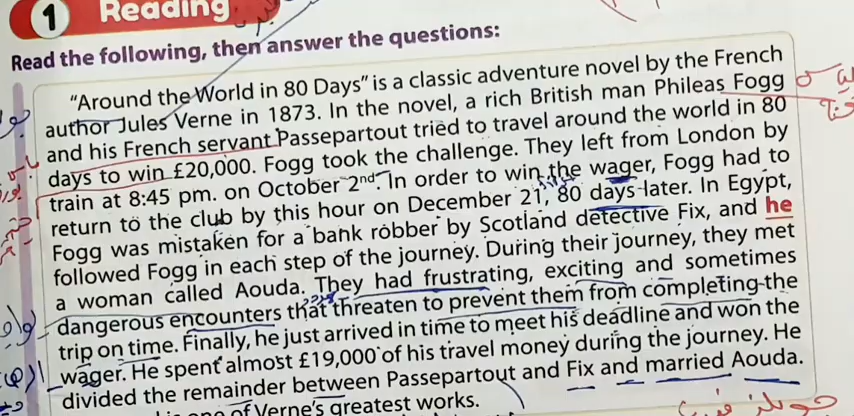 1 Reading
Read the following, then answer the questions:
"Around the World in 80 Days" is a classic adventure novel by the French
author Jules Verne in 1873. In the novel, a rich British man Phileas Fogg
and his French servant Passepartout tried to travel around the world in 80
days to win £20,000. Fogg took the challenge. They left from London by
train at 8:45 pm. on October 2nd. In order to win the wager, Fogg had to
return to the club by this hour on December 21, 80 days later. In Egypt,
Fogg was mistaken for a bank robber by Scotland detective Fix, and he
followed Fogg in each step of the journey. During their journey, they met
a woman called Aouda. They had frustrating, exciting and sometimes
dangerous encounters that threaten to prevent them from completing the
trip on time. Finally, he just arrived in time to meet his deadline and won the
wager. He spent almost £19,000 of his travel money during the journey. He
divided the remainder between Passepartout and Fix and married Aouda.
one of Verne's greatest works.